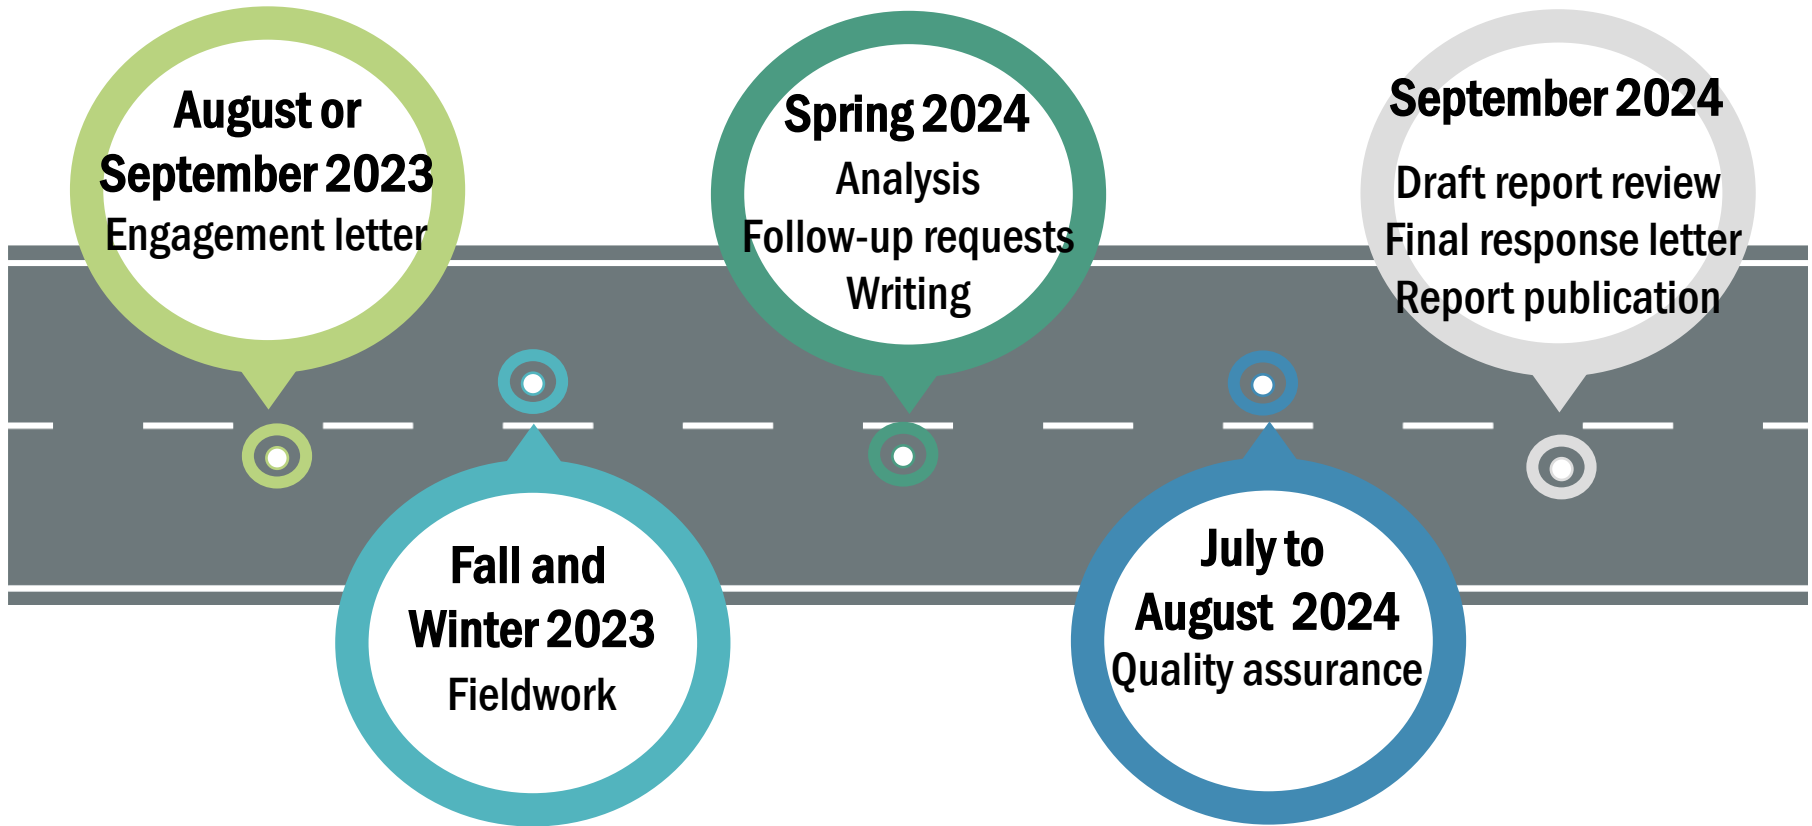 August or
September 2023
Engagement letter
Fall and
Winter 2023
Fieldwork
Spring 2024
Analysis
Follow-up requests
Writing
July to
August 2024
Quality assurance
September 2024
Draft report review
Final response letter
Report publication